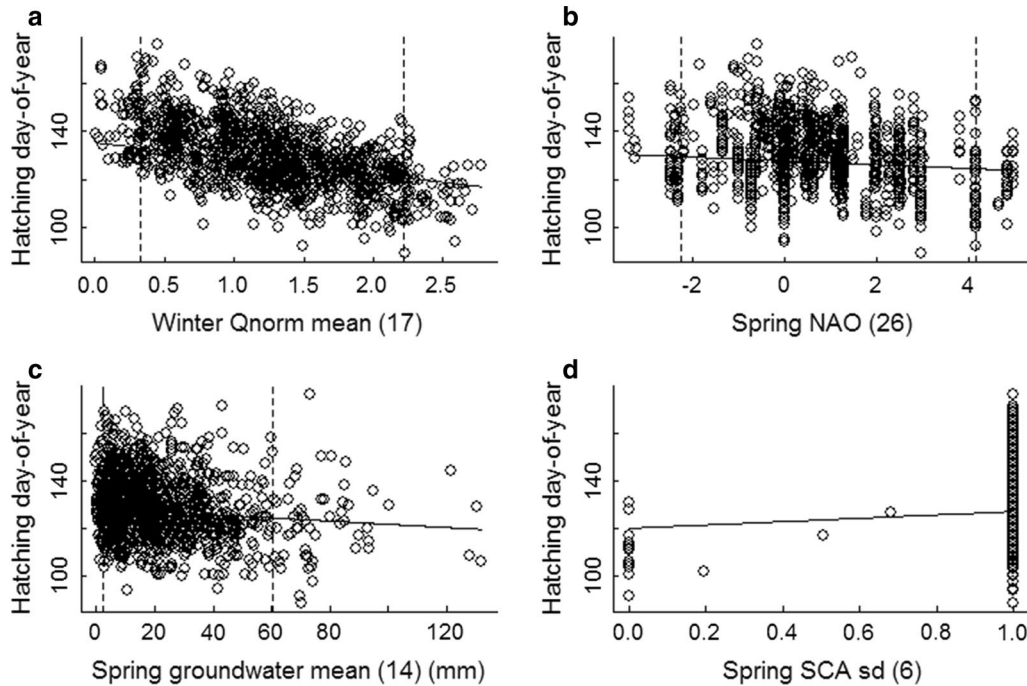 a
Hatching day-of-year
100 140
0.0 0.5 1.0 1.5 2.0 2.5
Winter Qnorm mean (17)
b
Hatching day-of-year
100 140
-2 0 2 4
Spring NAO (26)
c
Hatching day-of-year
100 140
0 20 40 60 80 120
Spring groundwater mean (14) (mm)
d
Hatching day-of-year
100 140
0.0 0.2 0.4 0.6 0.8 1.0
Spring SCA sd (6)